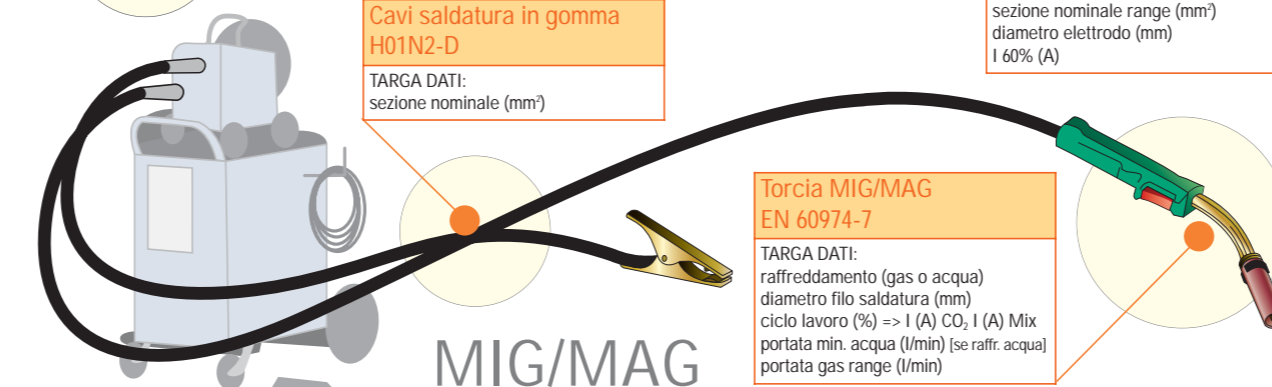 Cavi saldatura in gomma
H01N2-D
TARGA DATI:
sezione nominale (mm²)
sezione nominale range (mm²)
diametro elettrodo (mm)
I 60% (A)
Torcia MIG/MAG
EN 60974-7
TARGA DATI:
raffreddamento (gas o acqua)
diametro filo saldatura (mm)
ciclo lavoro (%) => I (A) CO₂ I (A) Mix
portata min. acqua (l/min) [se raffr. acqua]
portata gas range (l/min)
MIG/MAG